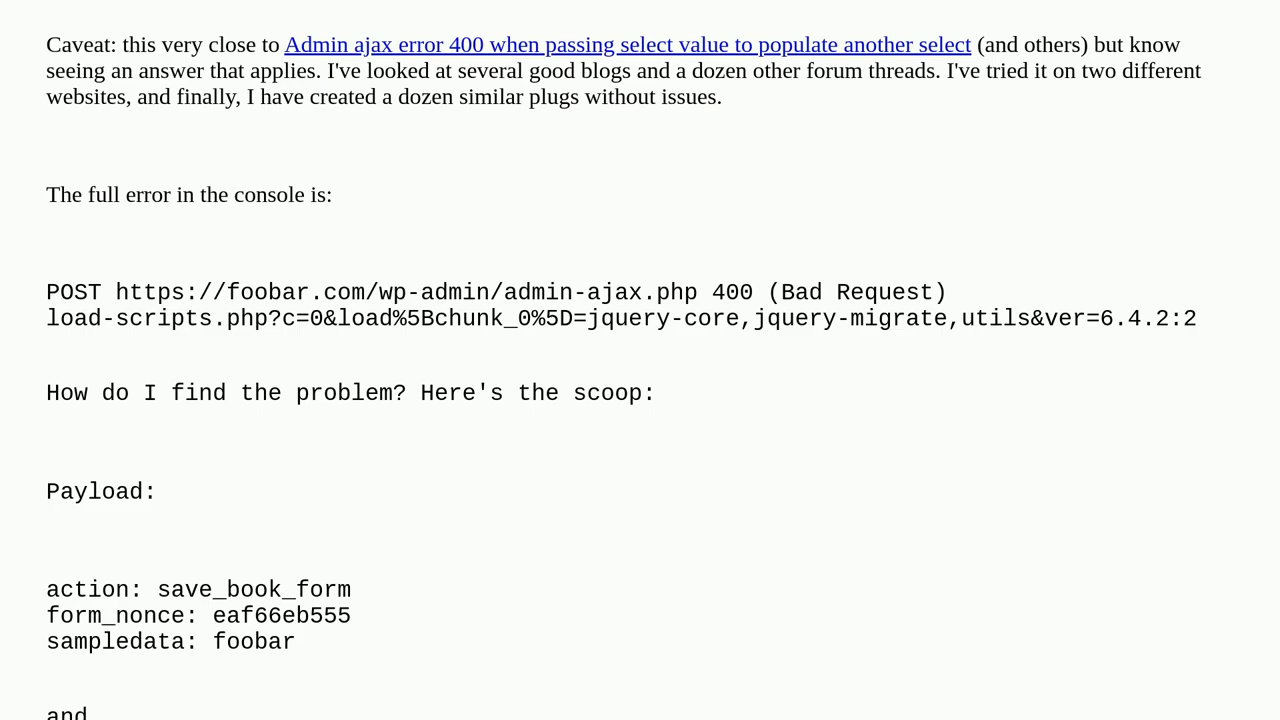 Caveat: this very close to Admin ajax error 400 when passing select value to populate another select (and others) but know
seeing an answer that applies. I've looked at several good blogs and a dozen other forum threads. I've tried it on two different
websites, and finally, I have created a dozen similar plugs without issues.
The full error in the console is:
POST https://foobar.com/wp-admin/admin-ajax.php 400 (Bad Request)
load-scripts.php?c=0&load%5Bchunk_0%5D=jquery-core,jquery-migrate,utils&ver=6.4.2:2
How do I find the problem? Here's the scoop:
Payload:
action: save_book_form
form_nonce: eaf66eb555
sampledata: foobar
and